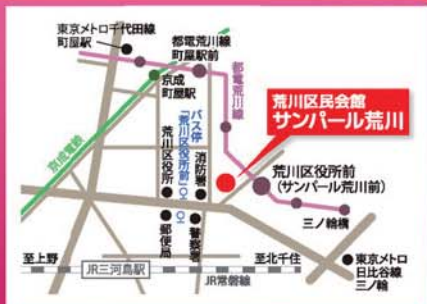 東京メトロ千代田線
町屋駅
都電荒川線
町屋駅前
都電荒川線
京成
町屋駅
京成電鉄
バス停
「荒川区役所前」
荒川区役所
消防署
荒川区民会館
サンパール荒川
荒川区役所前
(サンパール荒川前)
三ノ輪橋
郵便局
警察署
至上野
JR三河島駅
JR常磐線
至北千住
東京メトロ
日比谷線
三ノ輪